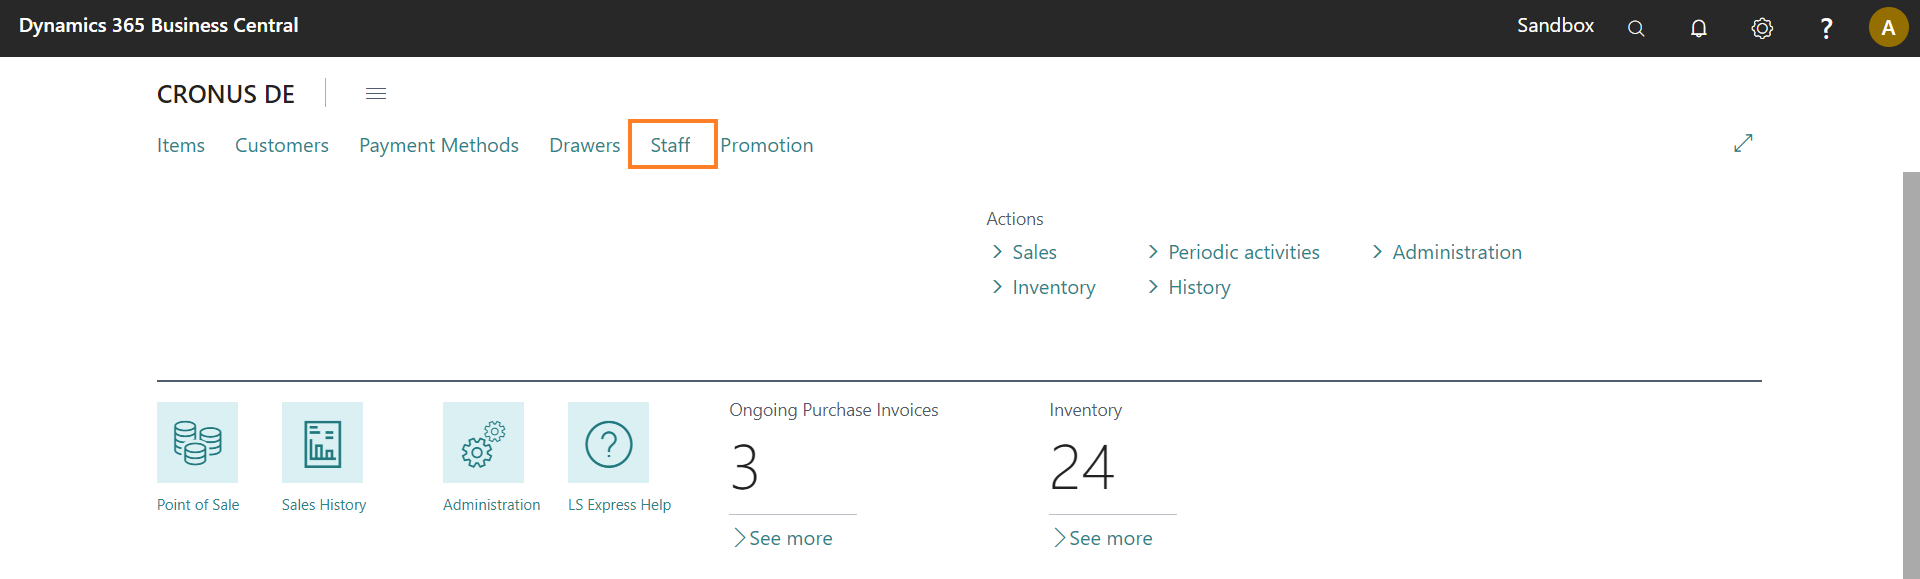 Dynamics 365 Business Central
Sandbox
?
A
CRONUS DE
Items Customers Payment Methods Drawers Staff Promotion
Actions
Sales Periodic activities Administration
Inventory History
Ongoing Purchase Invoices
Inventory
3
24
?
Point of Sale Sales History Administration LS Express Help
See more
See more